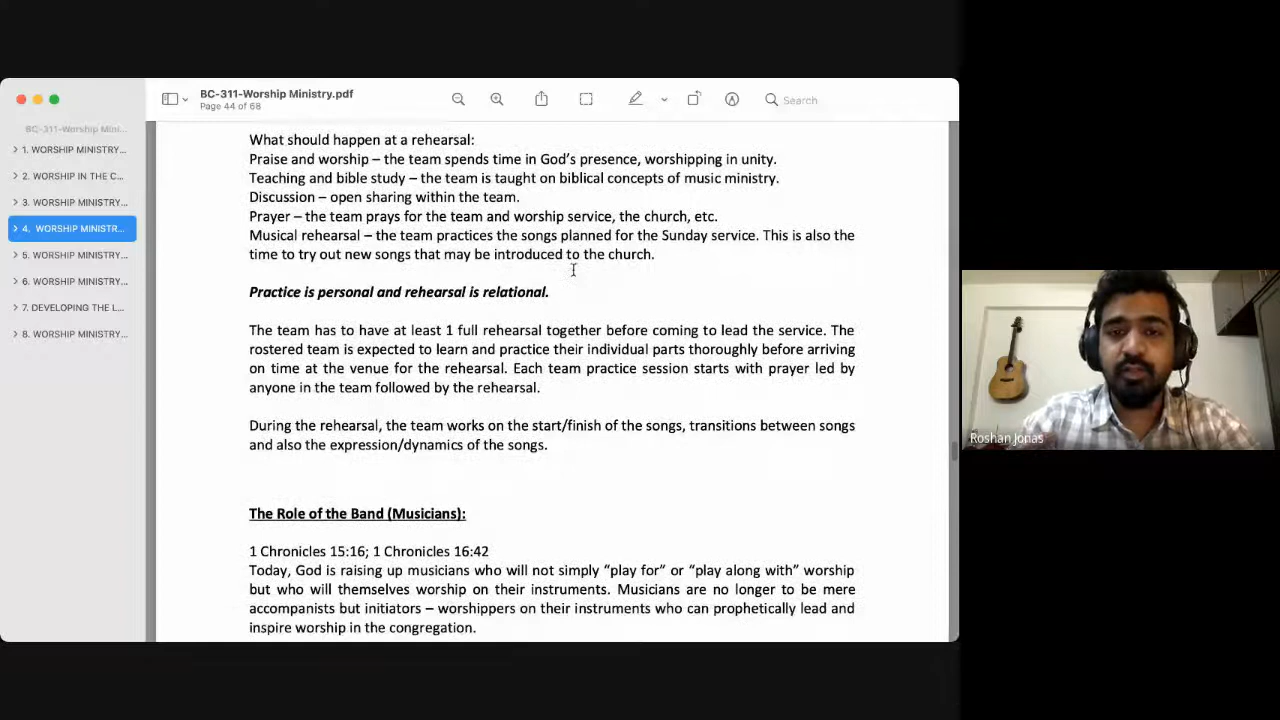 BC-311-Worship Ministry.pdf
Page 44 of 68
Search
BC-311-Worship Mini...
1. WORSHIP MINISTRY...
2. WORSHIP IN THE C...
3. WORSHIP MINISTRY...
4. WORSHIP MINISTR...
5. WORSHIP MINISTRY...
6. WORSHIP MINISTRY...
7. DEVELOPING THE L...
8. WORSHIP MINISTRY...
What should happen at a rehearsal:
Praise and worship – the team spends time in God's presence, worshipping in unity.
Teaching and bible study – the team is taught on biblical concepts of music ministry.
Discussion – open sharing within the team.
Prayer – the team prays for the team and worship service, the church, etc.
Musical rehearsal – the team practices the songs planned for the Sunday service. This is also the
time to try out new songs that may be introduced to the church.
Practice is personal and rehearsal is relational.
The team has to have at least 1 full rehearsal together before coming to lead the service. The
rostered team is expected to learn and practice their individual parts thoroughly before arriving
on time at the venue for the rehearsal. Each team practice session starts with prayer led by
anyone in the team followed by the rehearsal.
During the rehearsal, the team works on the start/finish of the songs, transitions between songs
and also the expression/dynamics of the songs.
The Role of the Band (Musicians):
1 Chronicles 15:16; 1 Chronicles 16:42
Today, God is raising up musicians who will not simply “play for” or “play along with” worship
but who will themselves worship on their instruments. Musicians are no longer to be mere
accompanists but initiators – worshippers on their instruments who can prophetically lead and
inspire worship in the congregation.
Roshan Jonas